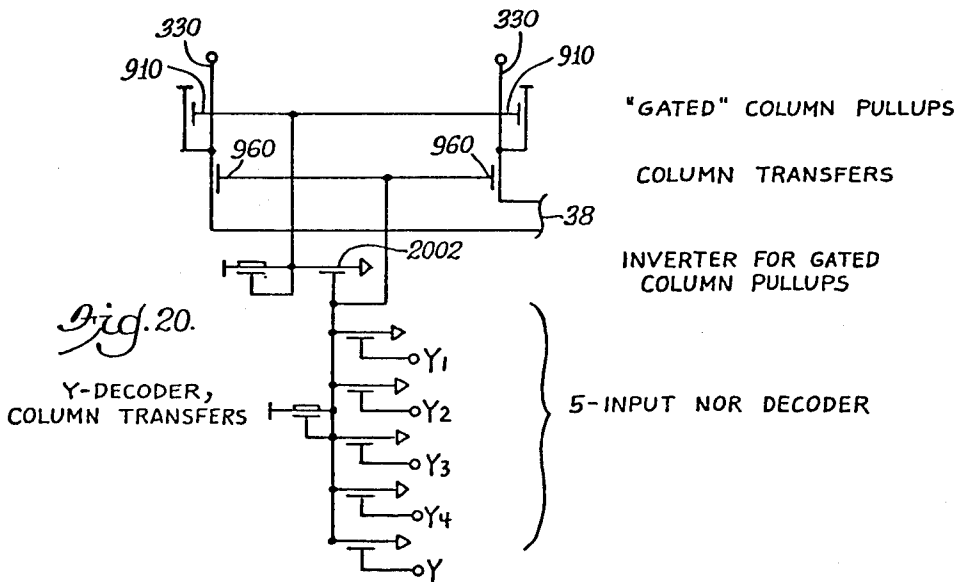 330 330
910 910
"GATED" COLUMN PULLUPS
960 960
COLUMN TRANSFERS
38
2002
INVERTER FOR GATED
COLUMN PULLUPS
Fig. 20.
Y-DECODER,
COLUMN TRANSFERS
Y1
Y2
5-INPUT NOR DECODER
Y3
Y4
Y